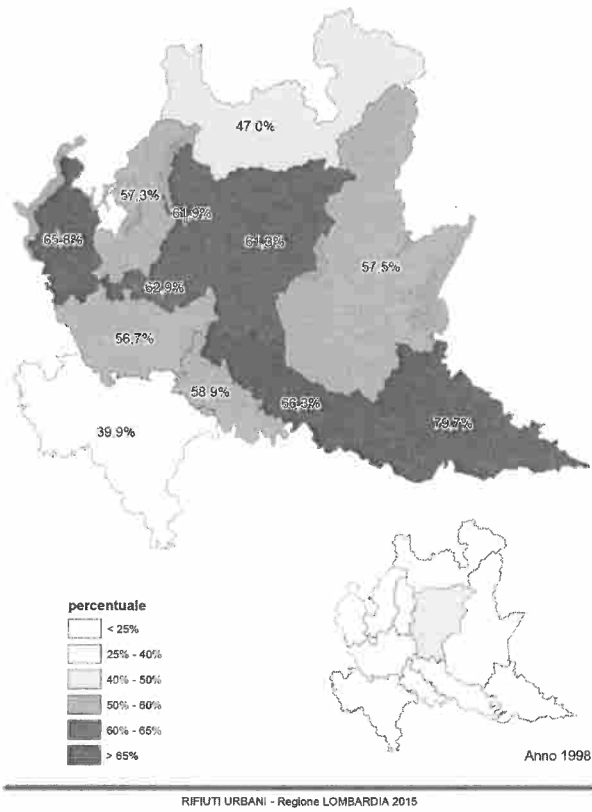 47,0%
57,3%
61,9%
65,8%
61,3%
57,5%
62,9%
56,7%
58,9%
79,7%
39,9%
percentuale
< 25%
25% - 40%
40% - 50%
50% - 60%
60% - 65%
> 65%
Anno 1998
RIFIUTI URBANI - Regione LOMBARDIA 2015